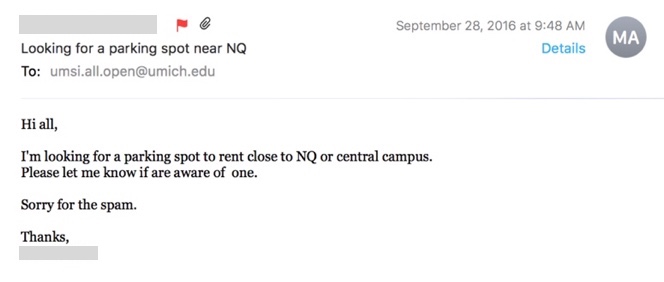 September 28, 2016 at 9:48 AM
MA
Looking for a parking spot near NQ
Details
To: umsi.all.open@umich.edu
Hi all,
I'm looking for a parking spot to rent close to NQ or central campus.
Please let me know if are aware of one.
Sorry for the spam.
Thanks,